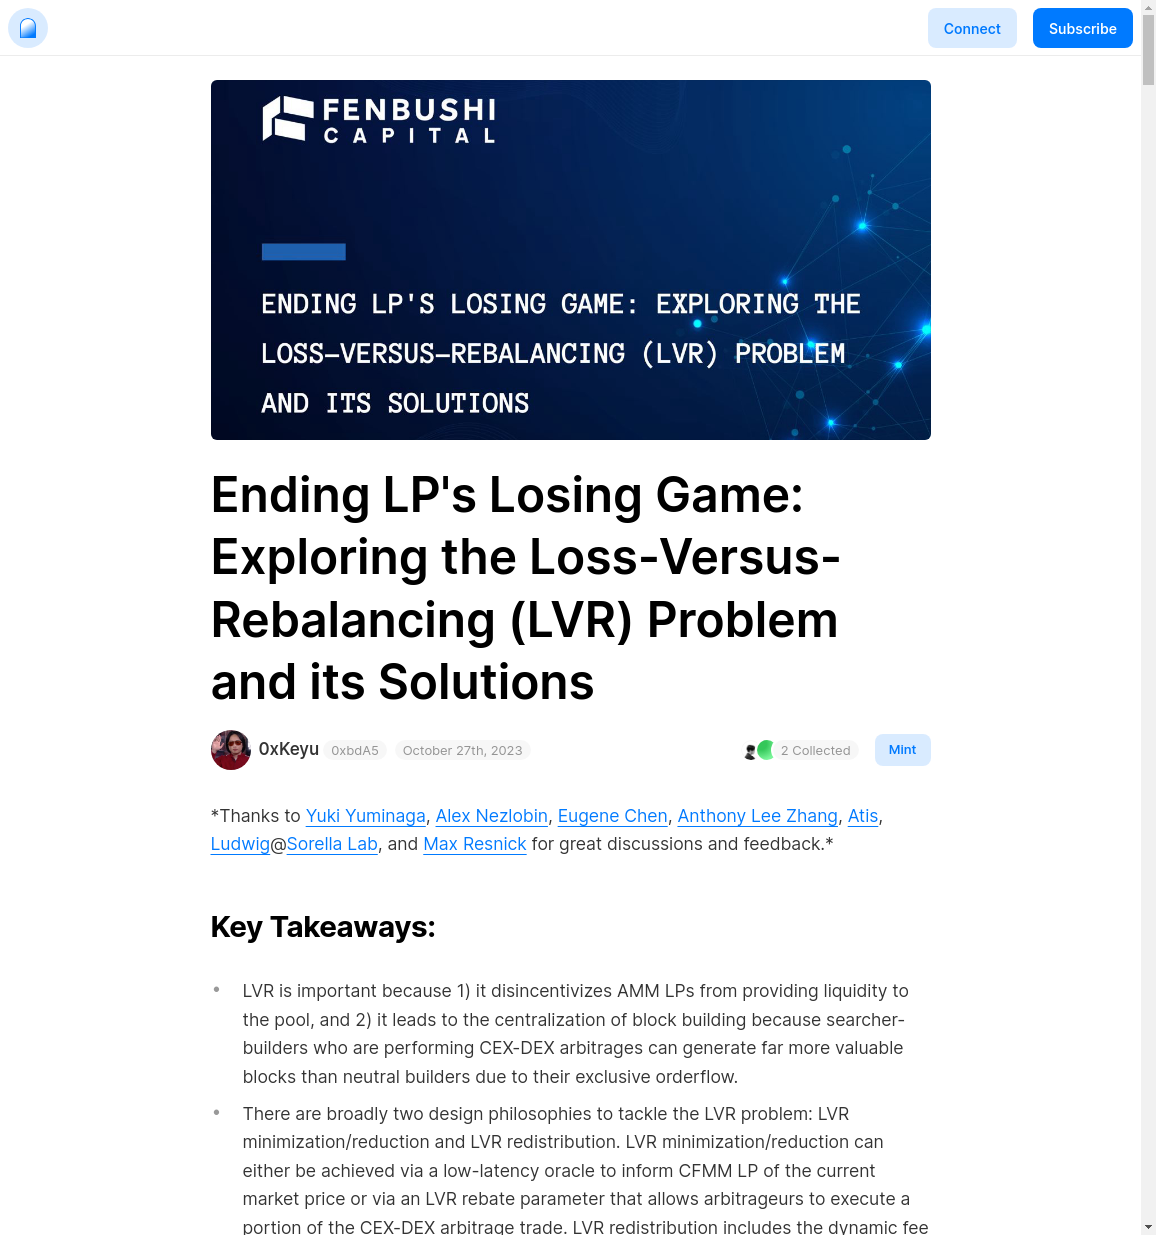 Connect
Subscribe
FENBUSHI
CAPITAL
ENDING LP'S LOSING GAME: EXPLORING THE
LOSS-VERSUS-REBALANCING (LVR) PROBLEM
AND ITS SOLUTIONS
Ending LP's Losing Game:
Exploring the Loss-Versus-
Rebalancing (LVR) Problem
and its Solutions
0xKeyu 0xbdA5 October 27th, 2023 2 Collected Mint
*Thanks to Yuki Yuminaga, Alex Nezlobin, Eugene Chen, Anthony Lee Zhang, Atis,
Ludwig@Sorella Lab, and Max Resnick for great discussions and feedback.*
Key Takeaways:
• LVR is important because 1) it disincentivizes AMM LPs from providing liquidity to
the pool, and 2) it leads to the centralization of block building because searcher-
builders who are performing CEX-DEX arbitrages can generate far more valuable
blocks than neutral builders due to their exclusive orderflow.
• There are broadly two design philosophies to tackle the LVR problem: LVR
minimization/reduction and LVR redistribution. LVR minimization/reduction can
either be achieved via a low-latency oracle to inform CFMM LP of the current
market price or via an LVR rebate parameter that allows arbitrageurs to execute a
portion of the CEX-DEX arbitrage trade. LVR redistribution includes the dynamic fee